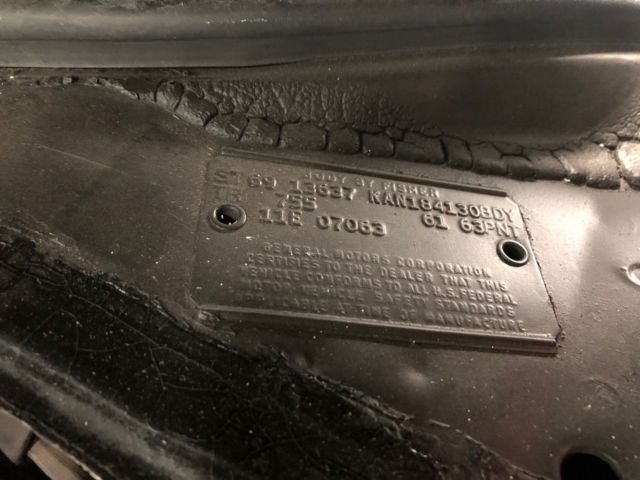 BODY BY FISHER
ST 69 13637 KAN184130BDY
TR 755 61 63PNT
11E 07063
GENERAL MOTORS CORPORATION
CERTIFIES TO THE DEALER THAT THIS
VEHICLE CONFORMS TO ALL U.S. FEDERAL
MOTOR VEHICLE SAFETY STANDARDS
APPLICABLE AT TIME OF MANUFACTURE